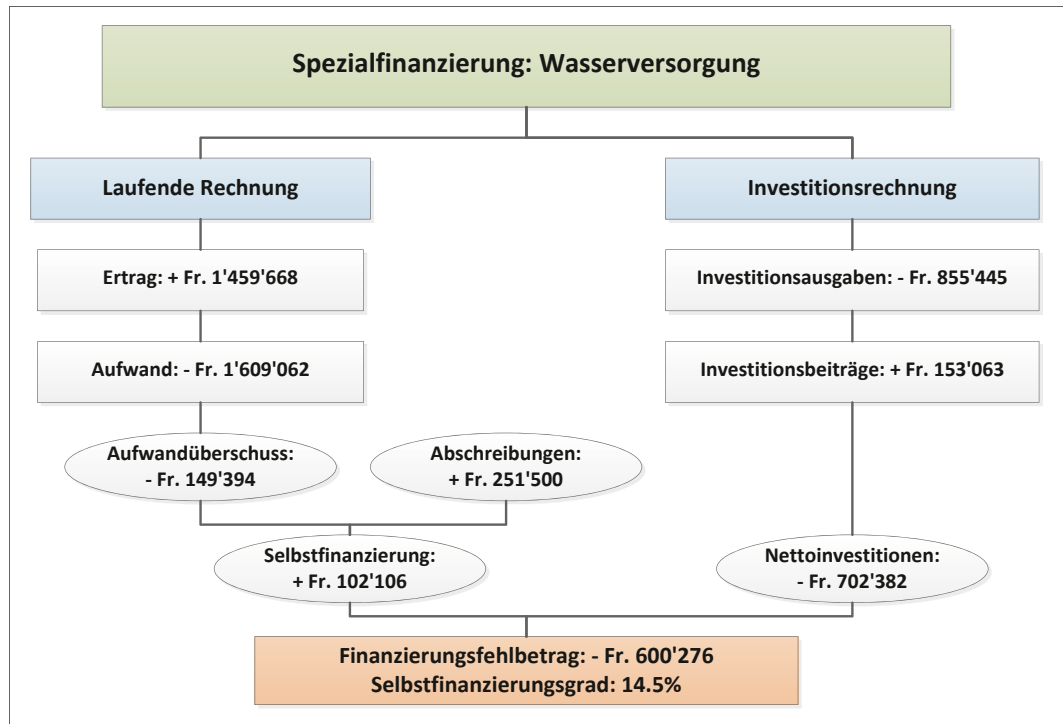 Spezialfinanzierung: Wasserversorgung
Laufende Rechnung
Investitionsrechnung
Ertrag: + Fr. 1'459'668
Investitionsausgaben: - Fr. 855'445
Aufwand: - Fr. 1'609'062
Investitionsbeiträge: + Fr. 153'063
Aufwandüberschuss:
- Fr. 149'394
Abschreibungen:
+ Fr. 251'500
Selbstfinanzierung:
+ Fr. 102'106
Nettoinvestitionen:
- Fr. 702'382
Finanzierungsfehlbetrag: - Fr. 600'276
Selbstfinanzierungsgrad: 14.5%